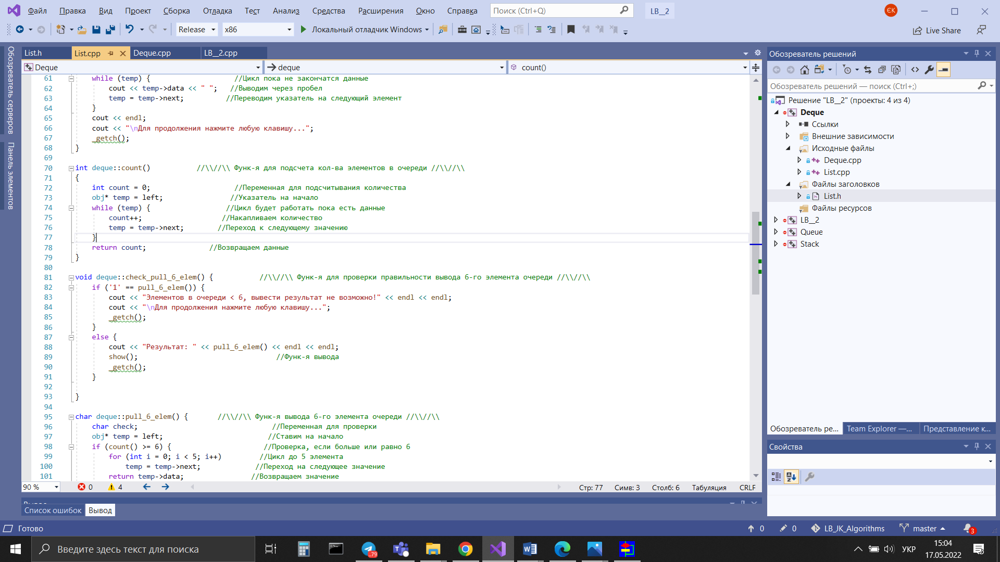 Файл Правка Вид Проект Сборка Отладка Тест Анализ Средства Расширения Окно Справка Поиск (Ctrl+Q) LB__2 ЄК
Release x86 Локальный отладчик Windows Live Share
Обозреватель серверов
Панель элементов
List.h List.cpp Deque.cpp LB__2.cpp
Deque deque count()
61 while (temp) { //Цикл пока не закончатся данные
62 cout << temp->data << " "; //Выводим через пробел
63 temp = temp->next; //Переводим указатель на следующий элемент
64 }
65 cout << endl;
66 cout << "\nДля продолжения нажмите любую клавишу...";
67 _getch();
68 }
69
70 int deque::count() //\\//\\ Функ-я для подсчета кол-ва элементов в очереди //\\//\\
71 {
72 int count = 0; //Переменная для подсчитывания количества
73 obj* temp = left; //Указатель на начало
74 while (temp) { //Цикл будет работать пока есть данные
75 count++; //Накапливаем количество
76 temp = temp->next; //Переход к следующему значению
77 }
78 return count; //Возвращаем данные
79 }
80
81 void deque::check_pull_6_elem() { //\\//\\ Функ-я для проверки правильности вывода 6-го элемента очереди //\\//\\
82 if ('1' == pull_6_elem()) {
83 cout << "Элементов в очереди < 6, вывести результат не возможно!" << endl << endl;
84 cout << "\nДля продолжения нажмите любую клавишу...";
85 _getch();
86 }
87 else {
88 cout << "Результат: " << pull_6_elem() << endl << endl;
89 show(); //Функ-я вывода
90 _getch();
91 }
92
93 }
94
95 char deque::pull_6_elem() { //\\//\\ Функ-я вывода 6-го элемента очереди //\\//\\
96 char check; //Переменная для проверки
97 obj* temp = left; //Ставим на начало
98 if (count() >= 6) { //Проверка, если больше или равно 6
99 for (int i = 0; i < 5; i++) //Цикл до 5 элемента
100 temp = temp->next; //Переход на следующее значение
101 return temp->data; //Возвращаем значение
90 % 0 4 Стр: 77 Симв: 3 Столб: 6 Табуляция CRLF
Вывод
Список ошибок Вывод
Обозреватель решений
Обозреватель решений — поиск (Ctrl+;)
Решение "LB__2" (проекты: 4 из 4)
Deque
Ссылки
Внешние зависимости
Исходные файлы
Deque.cpp
List.cpp
Файлы заголовков
List.h
Файлы ресурсов
LB__2
Queue
Stack
Обозреватель ре... Team Explorer —... Представление к...
Свойства
Готово 0 0 LB_JK_Algorithms master 3
Введите здесь текст для поиска ..79 УКР 15:04
17.05.2022